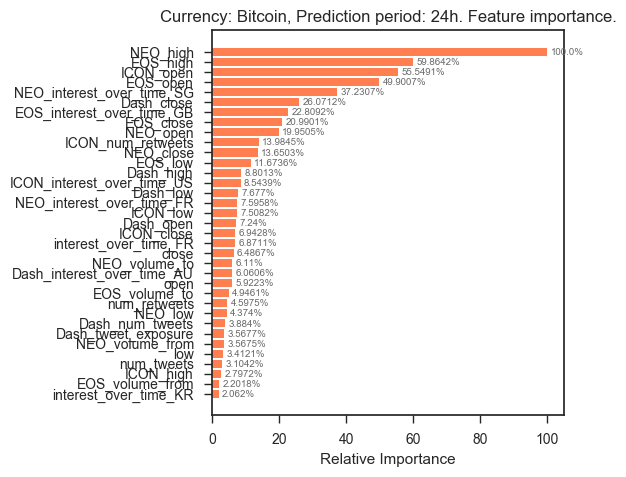 Currency: Bitcoin, Prediction period: 24h. Feature importance.
NEO_high 100.0%
EOS_high 59.8642%
ICON_open 55.5491%
EOS_open 49.9007%
NEO_interest_over_time_SG 37.2307%
Dash_close 26.0712%
EOS_interest_over_time_GB 22.8092%
EOS_close 20.9901%
NEO_open 19.9505%
ICON_num_retweets 13.9845%
NEO_close 13.6503%
EOS_low 11.6736%
Dash_high 8.8013%
ICON_interest_over_time_US 8.5439%
Dash_low 7.677%
NEO_interest_over_time_FR 7.5958%
ICON_low 7.5082%
Dash_open 7.24%
ICON_close 6.9428%
interest_over_time_FR 6.8711%
close 6.4867%
NEO_volume_to 6.11%
Dash_interest_over_time_AU 6.0606%
open 5.9223%
EOS_volume_to 4.9461%
num_retweets 4.5975%
NEO_low 4.374%
Dash_num_tweets 3.884%
Dash_tweet_exposure 3.5677%
NEO_volume_from 3.5675%
low 3.4121%
num_tweets 3.1042%
ICON_high 2.7972%
EOS_volume_from 2.2018%
interest_over_time_KR 2.062%
0 20 40 60 80 100
Relative Importance